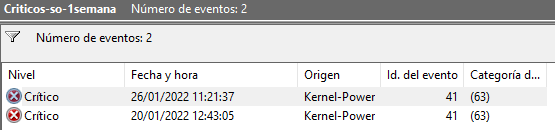 Criticos-so-1semana Número de eventos: 2
Número de eventos: 2
Nivel Fecha y hora Origen Id. del evento Categoría d...
Crítico 26/01/2022 11:21:37 Kernel-Power 41 (63)
Crítico 20/01/2022 12:43:05 Kernel-Power 41 (63)